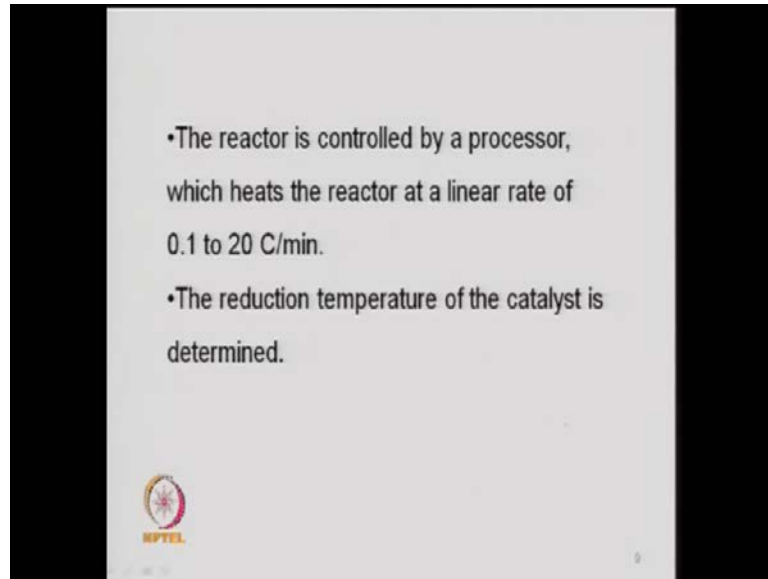 •The reactor is controlled by a processor,
which heats the reactor at a linear rate of
0.1 to 20 C/min.
•The reduction temperature of the catalyst is
determined.
NPTEL
9